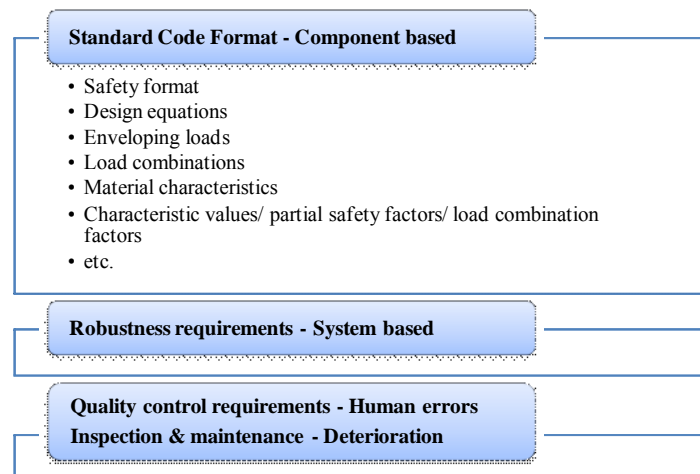 Standard Code Format - Component based
• Safety format
• Design equations
• Enveloping loads
• Load combinations
• Material characteristics
• Characteristic values/ partial safety factors/ load combination
factors
• etc.
Robustness requirements - System based
Quality control requirements - Human errors
Inspection & maintenance - Deterioration